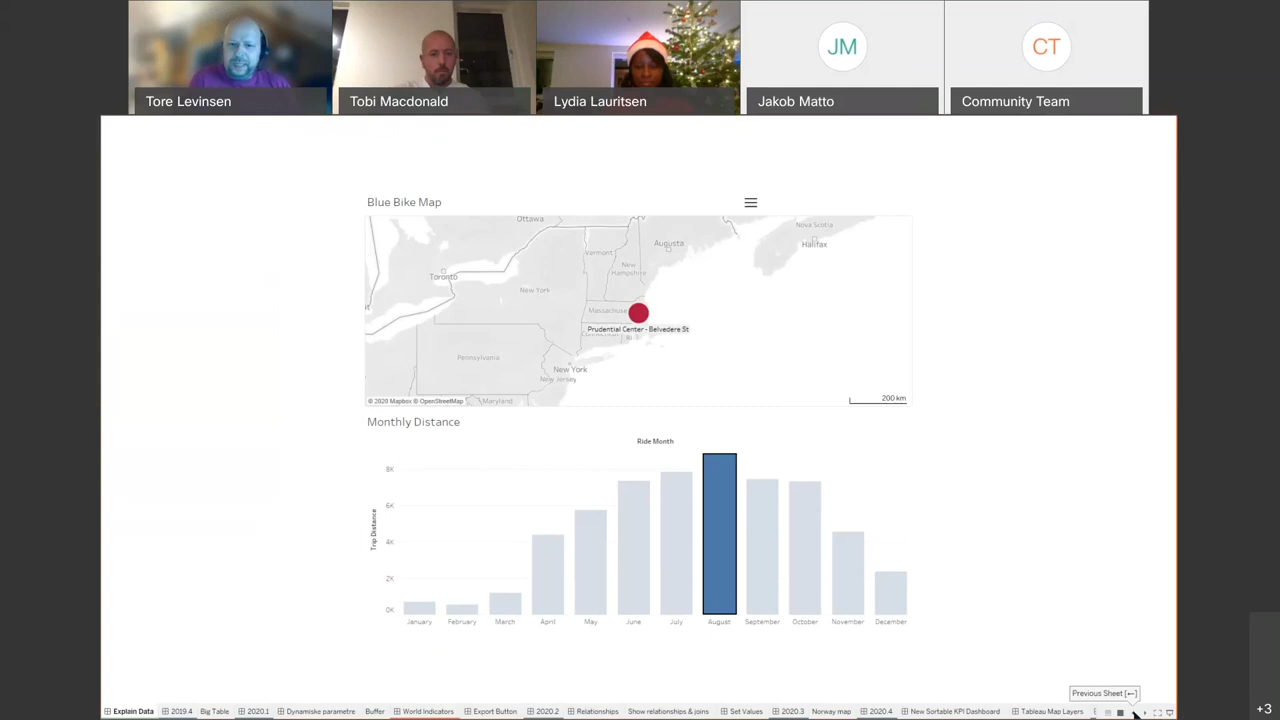 JM
CT
Tore Levinsen
Tobi Macdonald
Lydia Lauritsen
Jakob Matto
Community Team
Blue Bike Map
Ottawa
Nova Scotia
Halifax
Augusta
Vermont
New
Hampshire
Toronto
New York
Massachuse
Prudential Center - Belvedere St
RI
Pennsylvania
New York
New Jersey
© 2020 Mapbox © OpenStreetMap
Maryland
200 km
Monthly Distance
Ride Month
Trip Distance
8K
6K
4K
2K
0K
January February March April May June July August September October November December
Previous Sheet [←]
Explain Data 2019.4 Big Table 2020.1 Dynamiske parametre Buffer World Indicators Export Button 2020.2 Relationships Show relationships & joins Set Values 2020.3 Norway map 2020.4 New Sortable KPI Dashboard Tableau Map Layers
+3